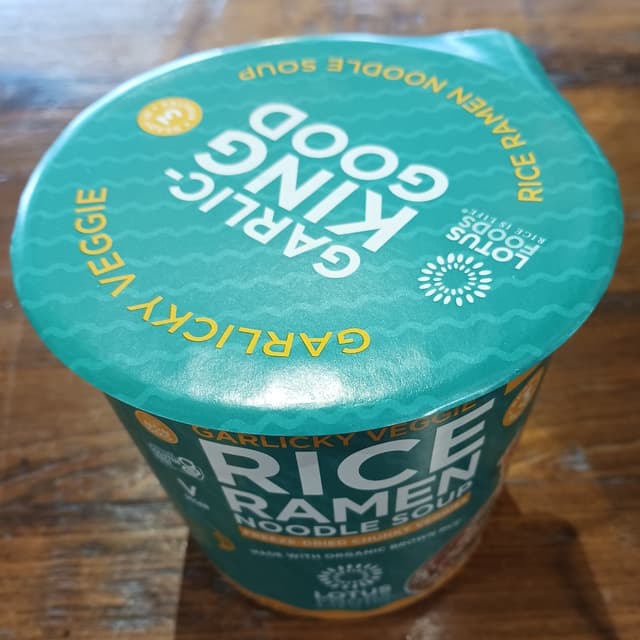 GARLIC-
KING
GOOD
GARLICKY VEGGIE
RICE RAMEN NOODLE SOUP
LOTUS
FOODS
RICE IS LIFE
GARLICKY VEGGIE
RICE
RAMEN
NOODLE SOUP
MADE WITH ORGANIC BROWN RICE
LOTUS